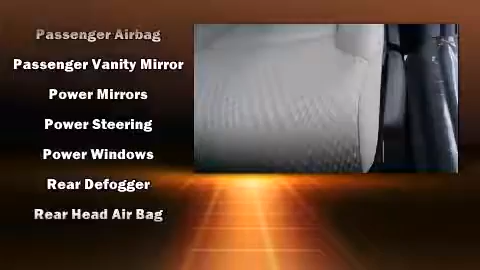 Passenger Airbag
Passenger Vanity Mirror
Power Mirrors
Power Steering
Power Windows
Rear Defogger
Rear Head Air Bag